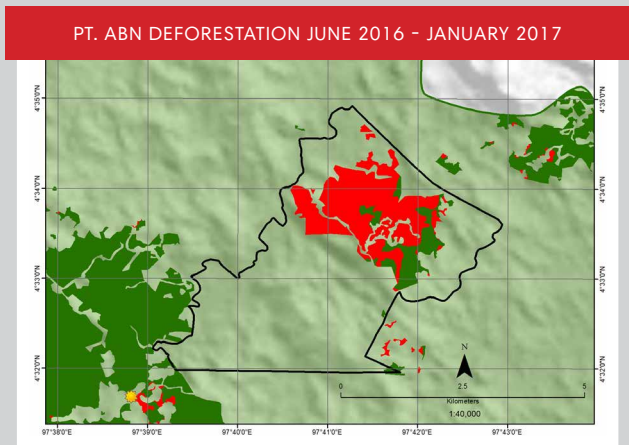 PT. ABN DEFORESTATION JUNE 2016 - JANUARY 2017
4°35'0"N
4°35'0"N
4°34'0"N
4°34'0"N
4°33'0"N
4°33'0"N
4°32'0"N
4°32'0"N
N
0
2.5
5
Kilometers
1:40,000
97°38'0"E
97°39'0"E
97°40'0"E
97°41'0"E
97°42'0"E
97°43'0"E